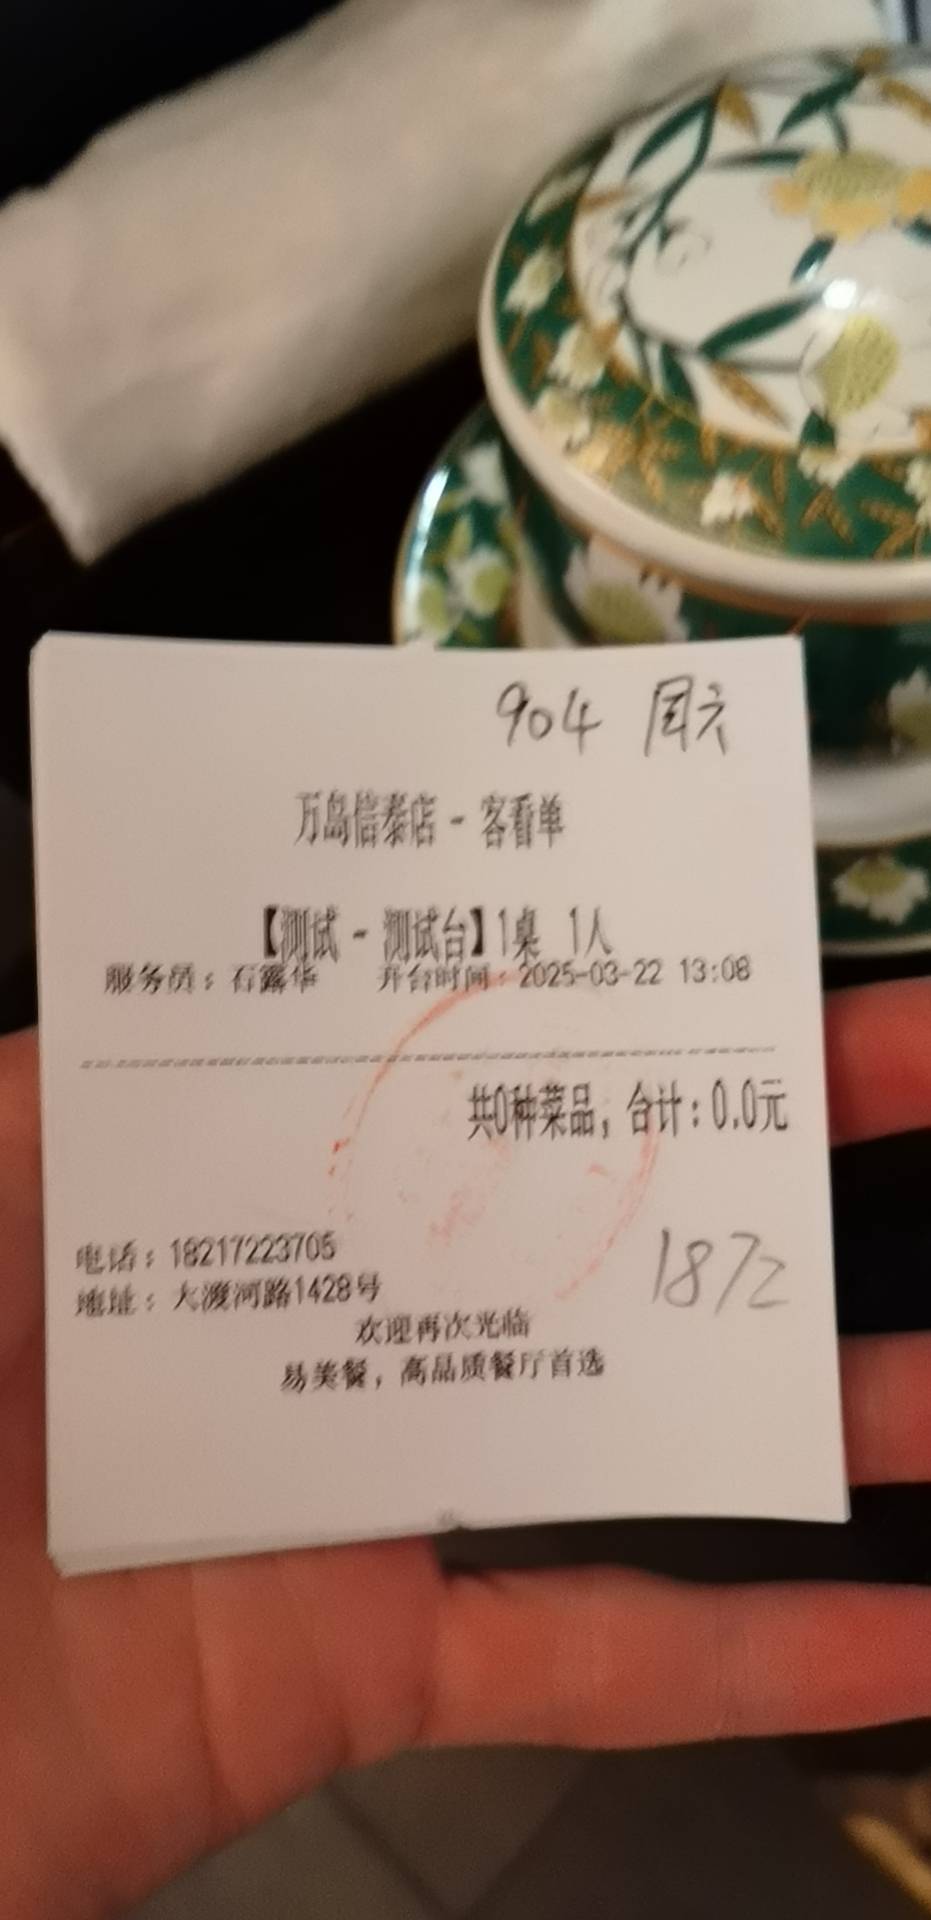 904 周六
万岛信泰店 - 客看单
【测试 - 测试台】1桌 1人
服务员：石露华 开台时间：2025-03-22 13:08
共0种菜品，合计：0.0元
电话：18217223705
1872
地址：大渡河路1428号
欢迎再次光临
易美餐，高品质餐厅首选